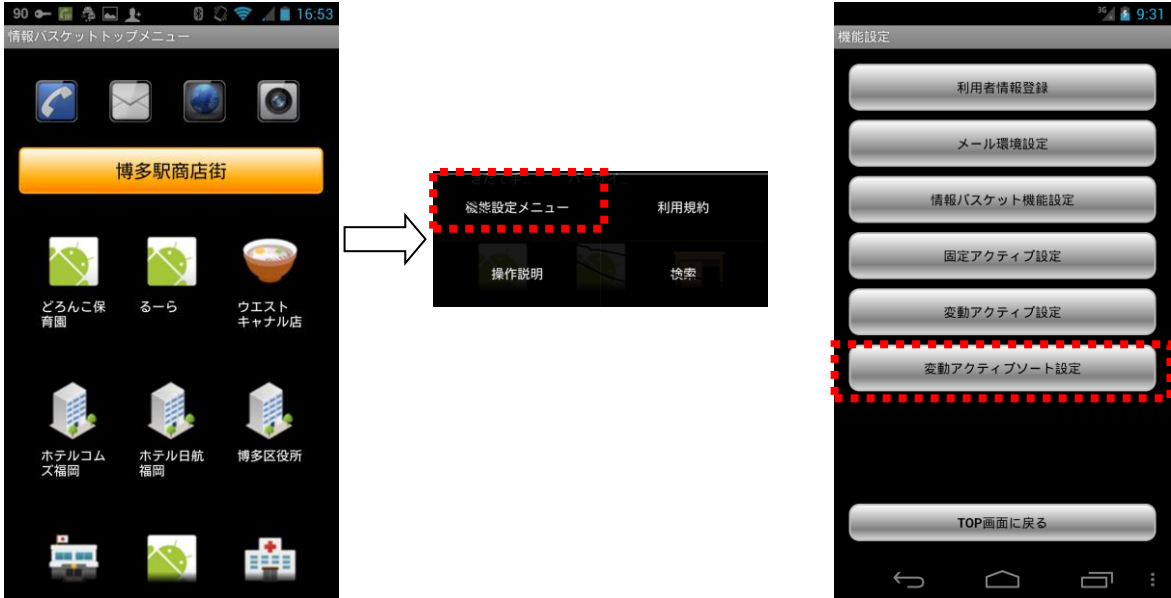 90 16:53
情報バスケットトップメニュー
博多駅商店街
どろんこ保
育園
るーら
ウエスト
キャナル店
ホテルコム
ズ福岡
ホテル日航
福岡
博多区役所
機能設定メニュー
利用規約
操作説明
検索
3G 9:31
機能設定
利用者情報登録
メール環境設定
情報バスケット機能設定
固定アクティブ設定
変動アクティブ設定
変動アクティブソート設定
TOP画面に戻る